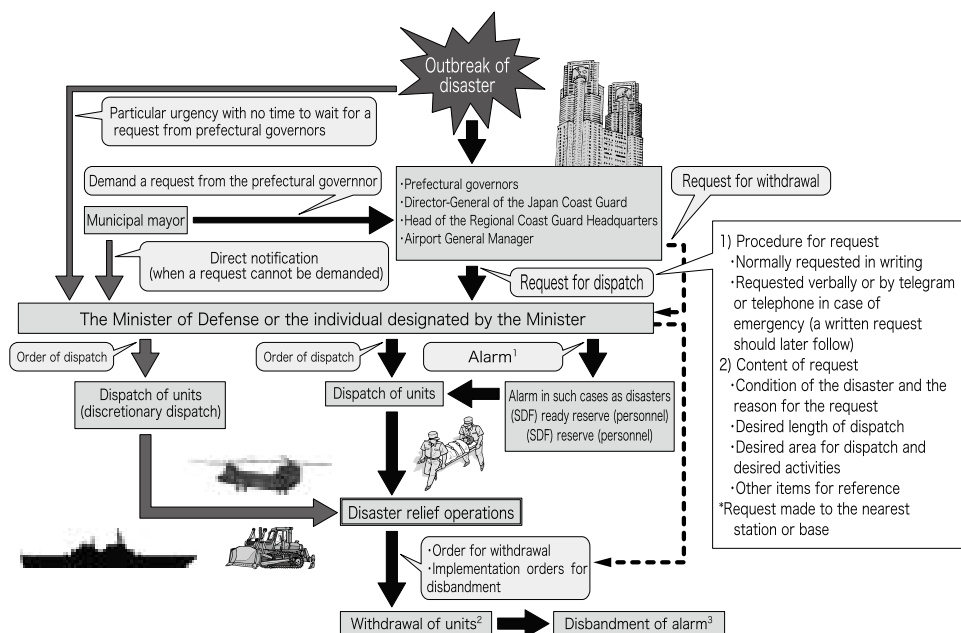 Outbreak of
disaster
Particular urgency with no time to wait for a
request from prefectural governors
Demand a request from the prefectural governnor
Municipal mayor
・Prefectural governors
・Director-General of the Japan Coast Guard
・Head of the Regional Coast Guard Headquarters
・Airport General Manager
Request for withdrawal
Direct notification
(when a request cannot be demanded)
Request for dispatch
1) Procedure for request
・Normally requested in writing
・Requested verbally or by telegram
or telephone in case of
emergency (a written request
should later follow)
2) Content of request
・Condition of the disaster and the
reason for the request
・Desired length of dispatch
・Desired area for dispatch and
desired activities
・Other items for reference
*Request made to the nearest
station or base
The Minister of Defense or the individual designated by the Minister
Order of dispatch
Order of dispatch
Alarm1
Dispatch of units
(discretionary dispatch)
Dispatch of units
Alarm in such cases as disasters
(SDF) ready reserve (personnel)
(SDF) reserve (personnel)
Disaster relief operations
・Order for withdrawal
・Implementation orders for
disbandment
Withdrawal of units2
Disbandment of alarm3